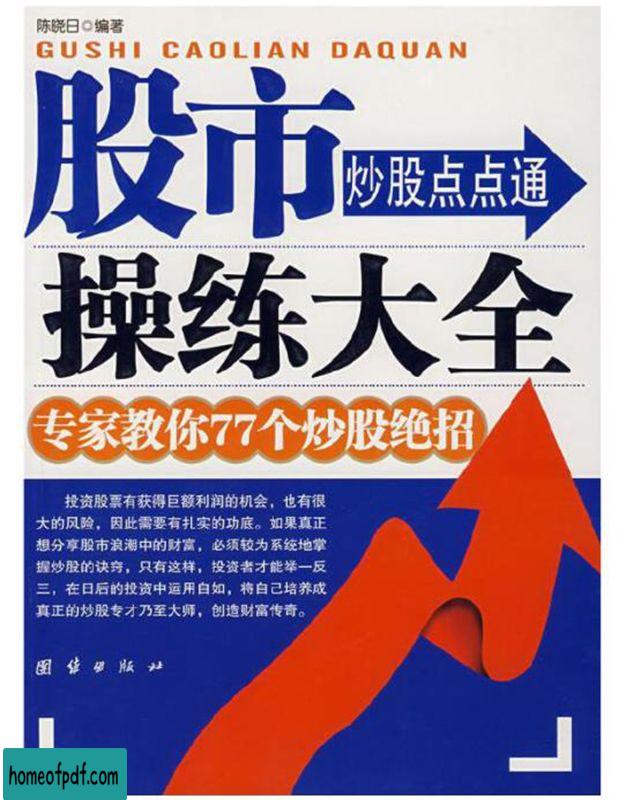 陈晓日◎编著
GUSHI CAOLIAN DAQUAN
股市
炒股点点通
操练大全
专家教你77个炒股绝招
投资股票有获得巨额利润的机会，也有很
大的风险，因此需要有扎实的功底。如果真正
想分享股市浪潮中的财富，必须较为系统地掌
握炒股的诀窍，只有这样，投资者才能举一反
三，在日后的投资中运用自如，将自己培养成
真正的炒股专才乃至大师，创造财富传奇。
团结出版社
homeofpdf.com